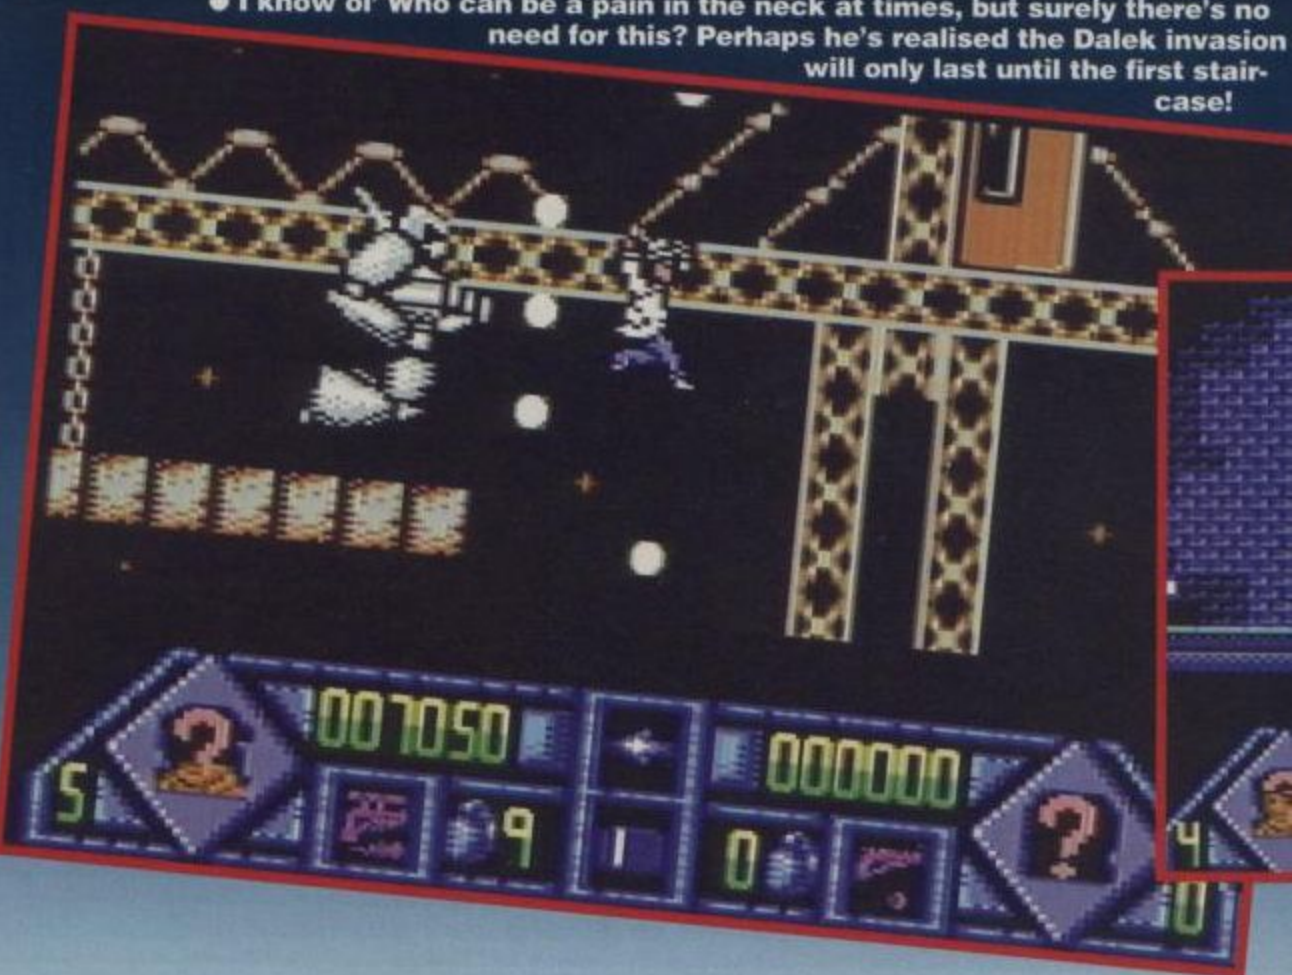 ● I know ol' Who can be a pain in the neck at times, but surely there's no
need for this? Perhaps he's realised the Dalek invasion
will only last until the first stair-
case!
007050
000000
5
?
9
0
?
0
4